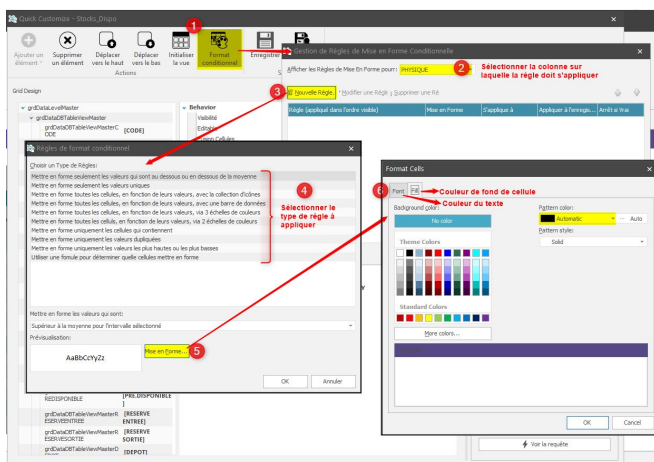 Quick Customize - Stocks_Dispo
1
Ajouter un élément
Supprimer un élément
Déplacer vers le haut
Déplacer vers le bas
Initialiser la vue
Format conditionnel
Enregistrer
Actions
Grid Design
grdDataLevelMaster
grdDataDBTableViewMaster
grdDataDBTableViewMasterC
ODE
[CODE]
Behavior
Visibilité
Editable
Fusion Cellules
Gestion de Règles de Mise en Forme Conditionnelle
Afficher les Règles de Mise En Forme pour:
PHYSIQUE
2
Sélectionner la colonne sur
laquelle la règle doit s'appliquer
3
Nouvelle Règle.
Modifier une Règle
Supprimer une Ré
Règle (appliqué dans l'ordre visible)
Mise en Forme
S'applique à
Appliquer à l'enregis...
Arrêt si Vrai
Règles de format conditionnel
Choisir un Type de Règles:
Mettre en forme seulement les valeurs qui sont au dessous ou en dessous de la moyenne
Mettre en forme seulement les valeurs uniques
Mettre en forme toutes les cellules, en fonction de leurs valeurs, avec la collection d'icônes
Mettre en forme toutes les cellules, en fonction de leurs valeurs, avec une barre de données
Mettre en forme toutes les cellules, en fonction de leurs valeurs, via 3 échelles de couleurs
Mettre en forme toutes les cellules, en fonction de leurs valeurs, via 2 échelles de couleurs
Mettre en forme uniquement les cellules qui contiennent
Mettre en forme uniquement les valeurs dupliquées
Mettre en forme uniquement les valeurs les plus hautes ou les plus basses
Utiliser une fomule pour déterminer quelle cellules mettre en forme
4
Sélectionner le
type de règle à
appliquer
Mettre en forme les valeurs qui sont:
Supérieur à la moyenne pour l'intervalle sélectionné
Prévisualisation:
AaBbCcYyZz
Mise en Forme...
5
OK
Annuler
Format Cells
6
Font
Fill
Couleur de fond de cellule
Couleur du texte
Background color:
No color
Theme Colors
Standard Colors
More colors...
Pattern color:
Automatic
Auto
Pattern style:
Solid
OK
Cancel
REDISPONIBLE
[PRE.DISPONIBLE
]
grdDataDBTableViewMasterR
ESERVEENTREE
[RESERVE
ENTREE]
grdDataDBTableViewMasterR
ESERVESORTIE
[RESERVE
SORTIE]
grdDataDBTableViewMasterD
[DEPOT]
Voir la requête